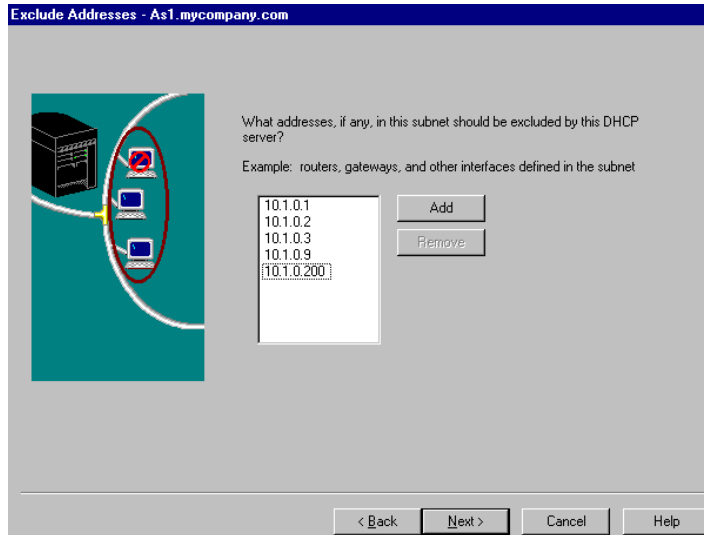 Exclude Addresses - As1.mycompany.com
What addresses, if any, in this subnet should be excluded by this DHCP
server?
Example: routers, gateways, and other interfaces defined in the subnet
10.1.0.1
10.1.0.2
10.1.0.3
10.1.0.9
10.1.0.200
Add
Remove
< Back
Next >
Cancel
Help